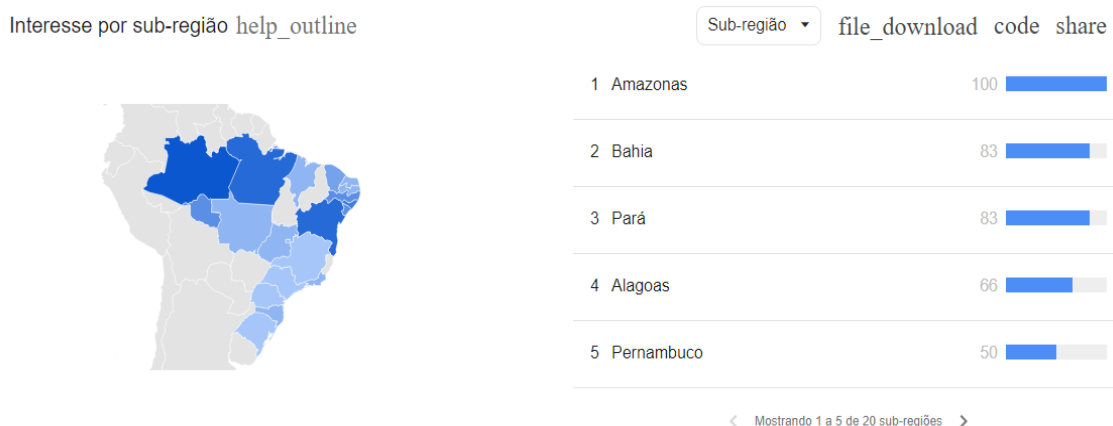 Interesse por sub-região help_outline
Sub-região file_download code share
1 Amazonas 100
2 Bahia 83
3 Pará 83
4 Alagoas 66
5 Pernambuco 50
Mostrando 1 a 5 de 20 sub-regiões